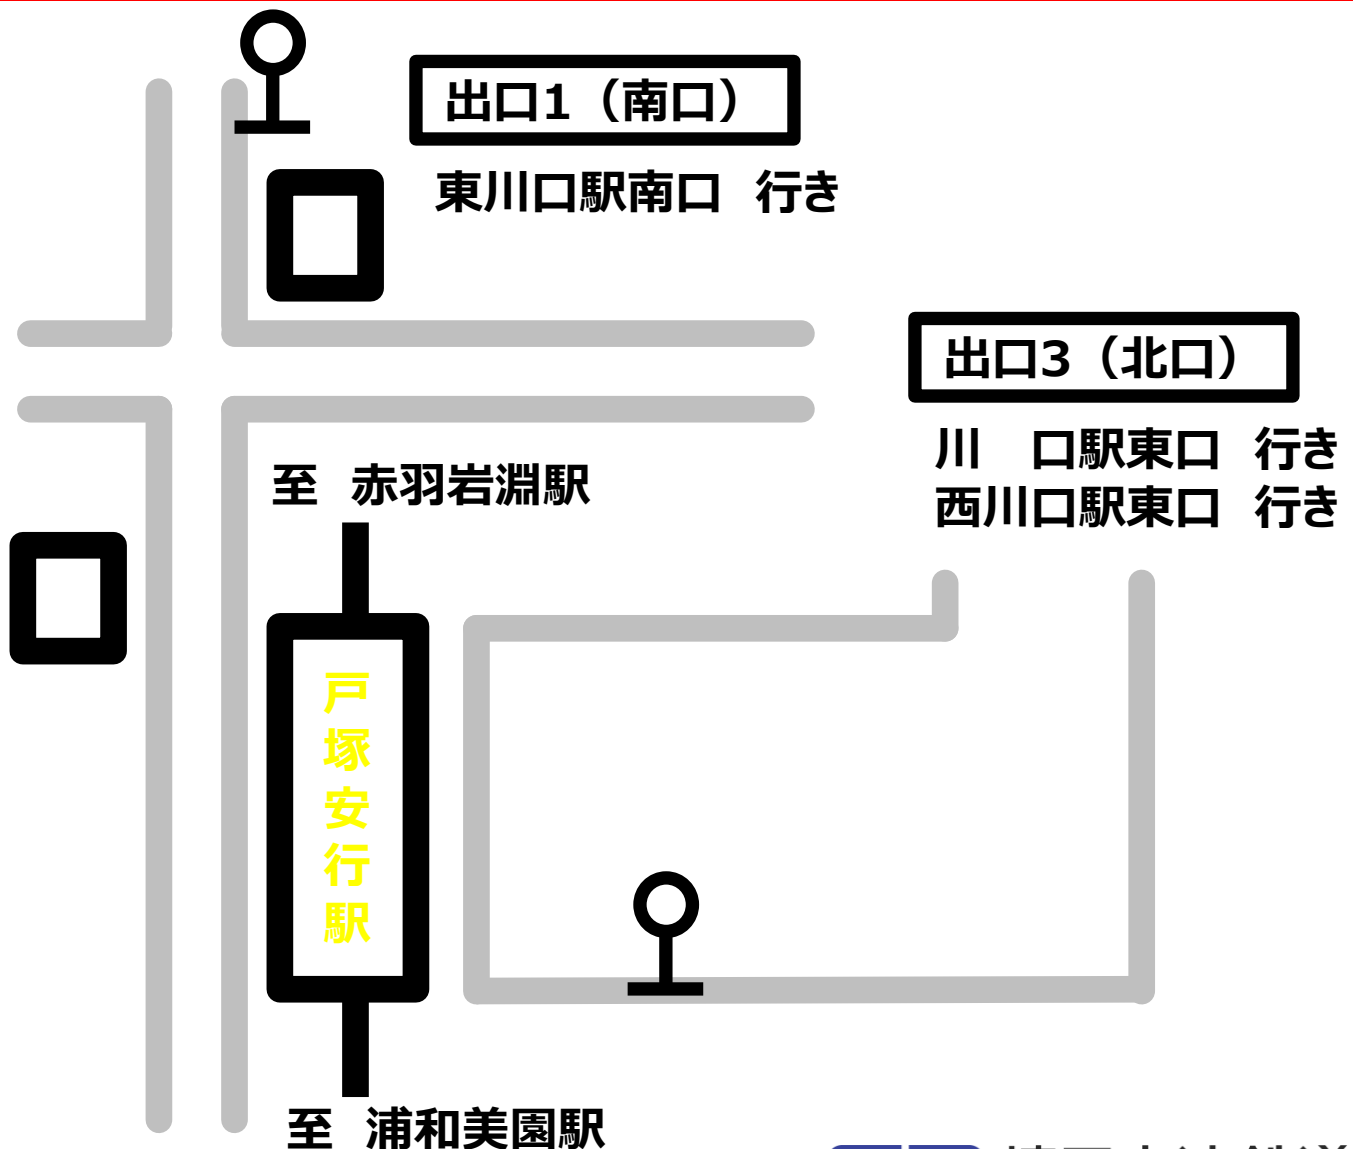 出口1（南口）
東川口駅南口　行き
出口3（北口）
川　口駅東口　行き
西川口駅東口　行き
至　赤羽岩淵駅
戸塚安行駅
至　浦和美園駅